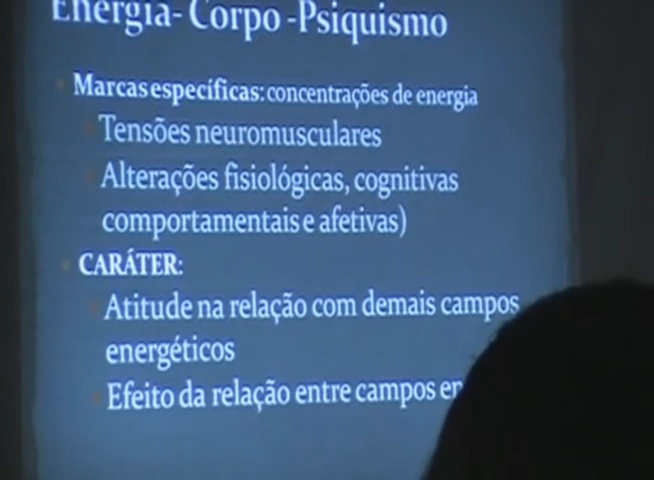 Energia- Corpo -Psiquismo
Marcas específicas: concentrações de energia
Tensões neuromusculares
Alterações fisiológicas, cognitivas
comportamentais e afetivas)
CARÁTER:
Atitude na relação com demais campos
energéticos
Efeito da relação entre campos